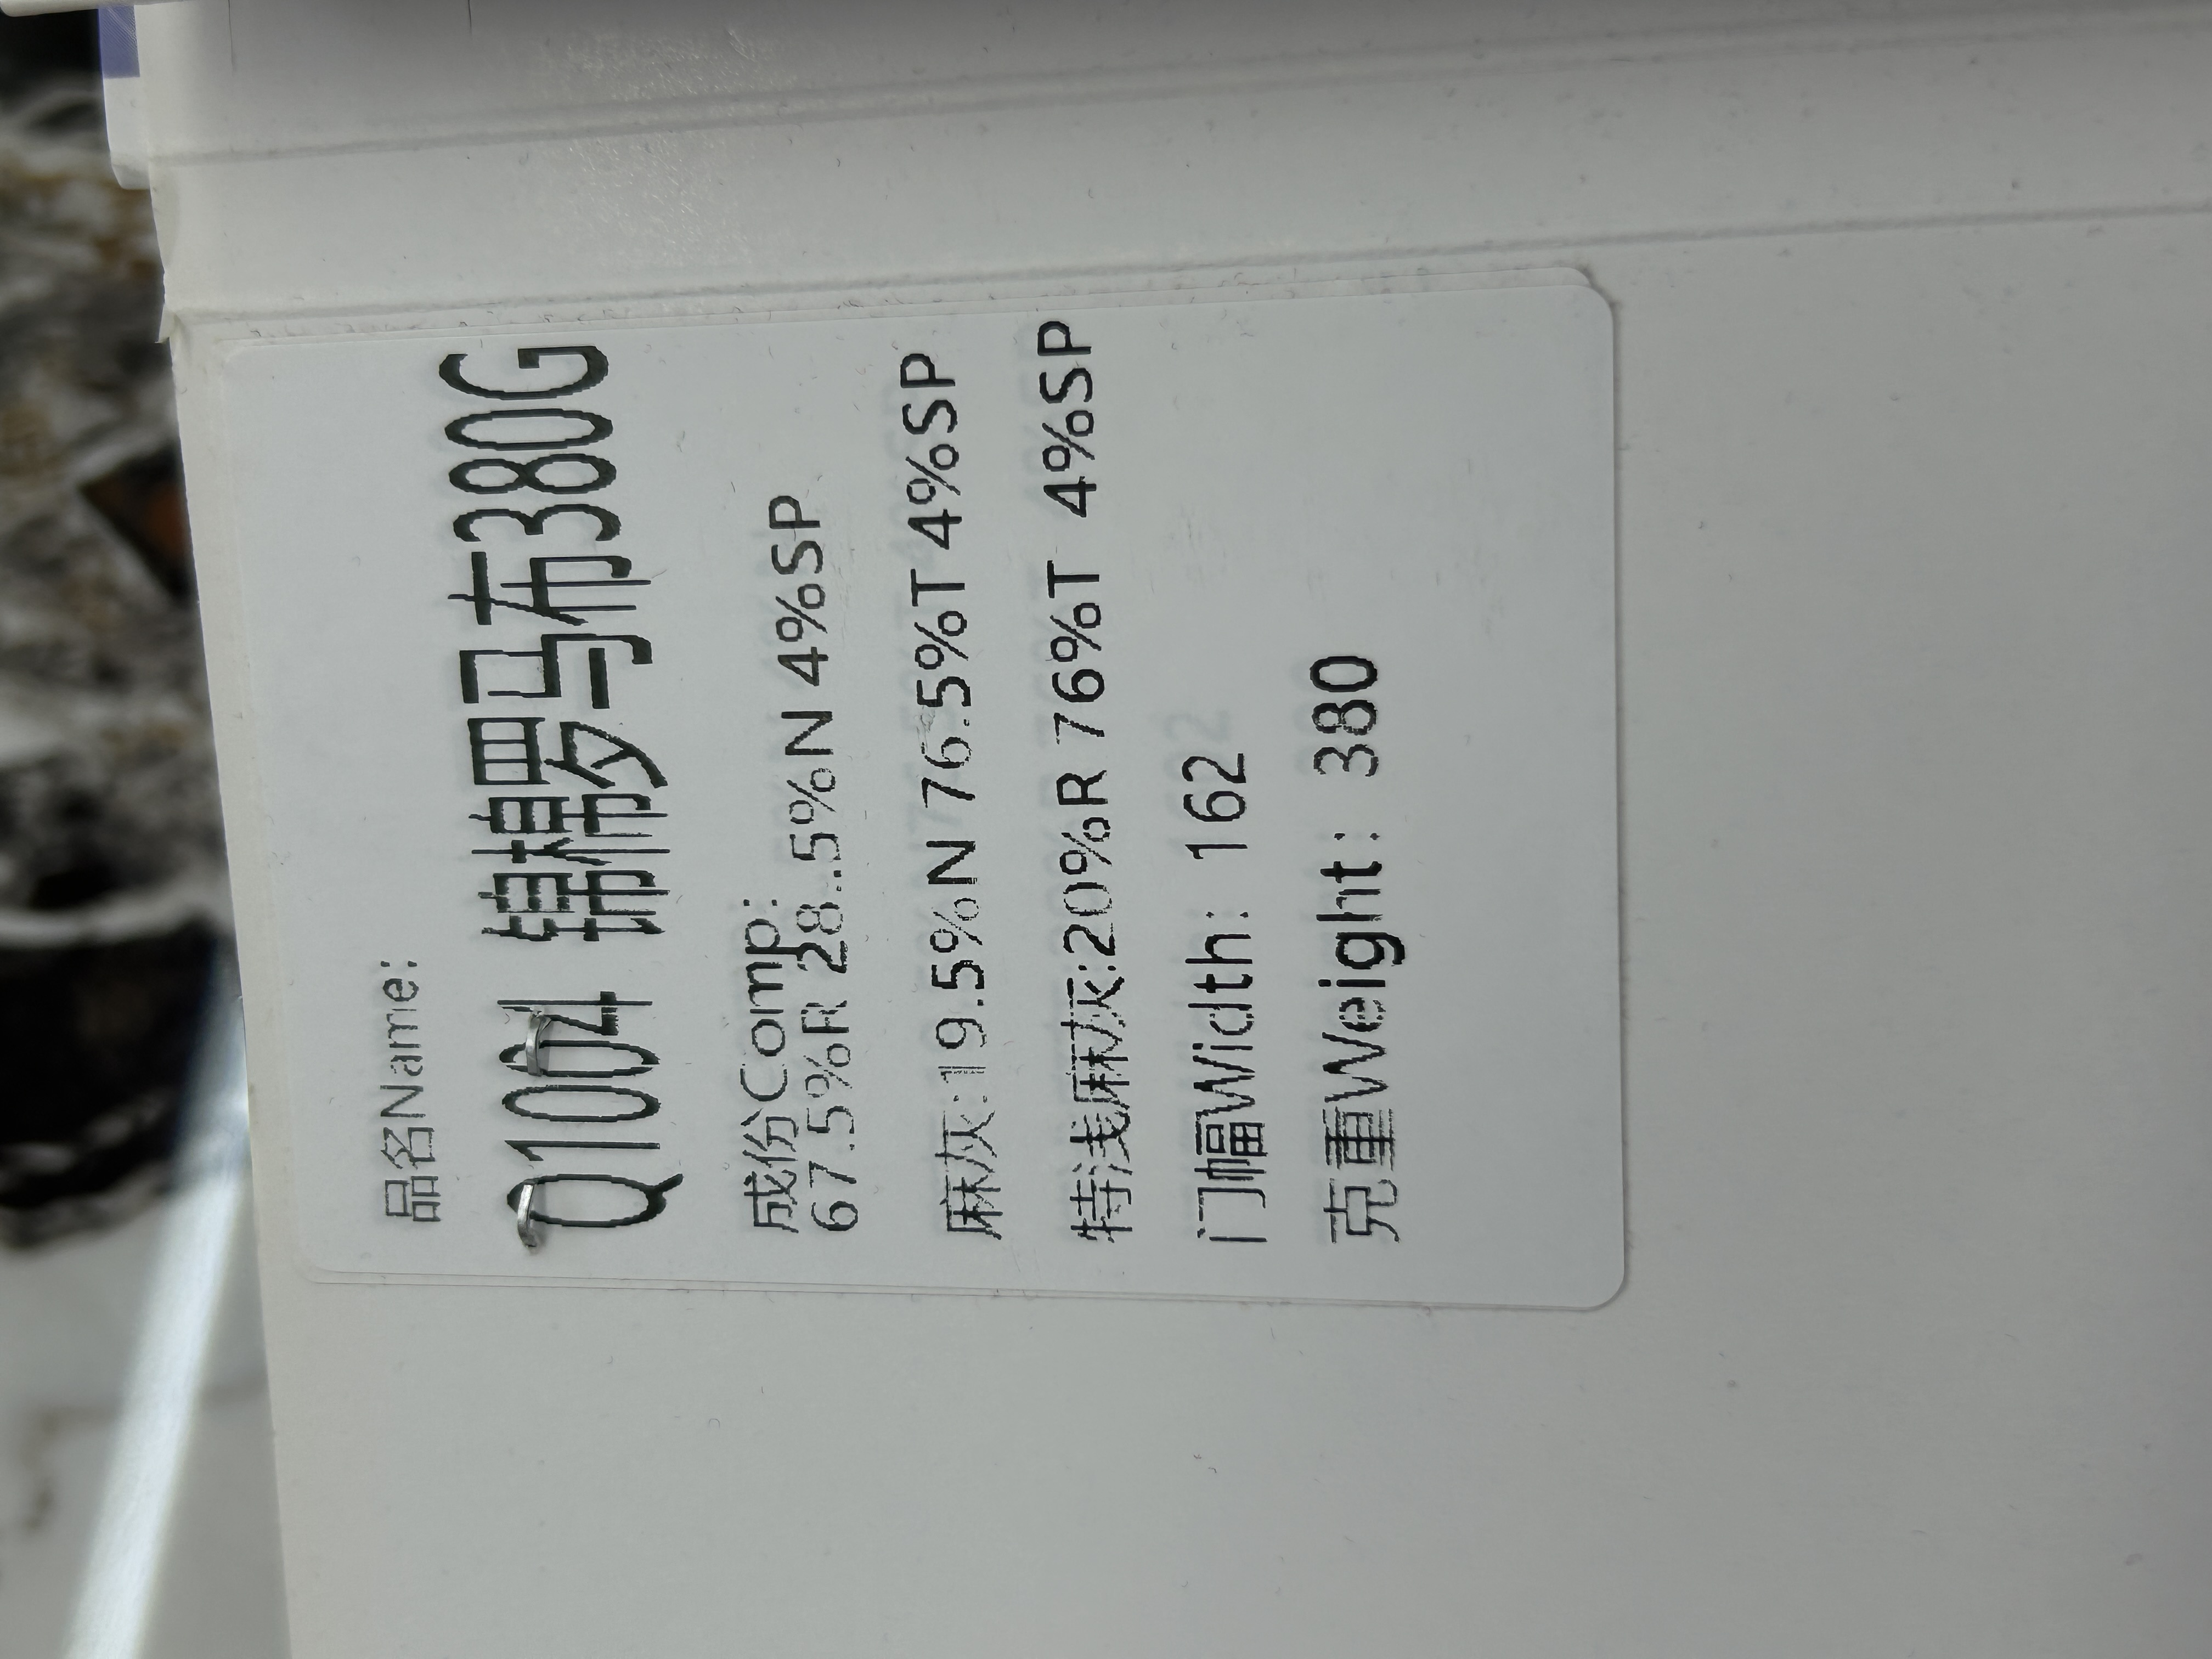 品名Name:
Q1004 锦棉罗马布380G
成份Comp:
67.5%R 28..5%N 4%SP
麻灰:19.5%N 76.5%T 4%SP
特浅麻灰:20%R 76%T 4%SP
门幅Width: 162
克重Weight: 380